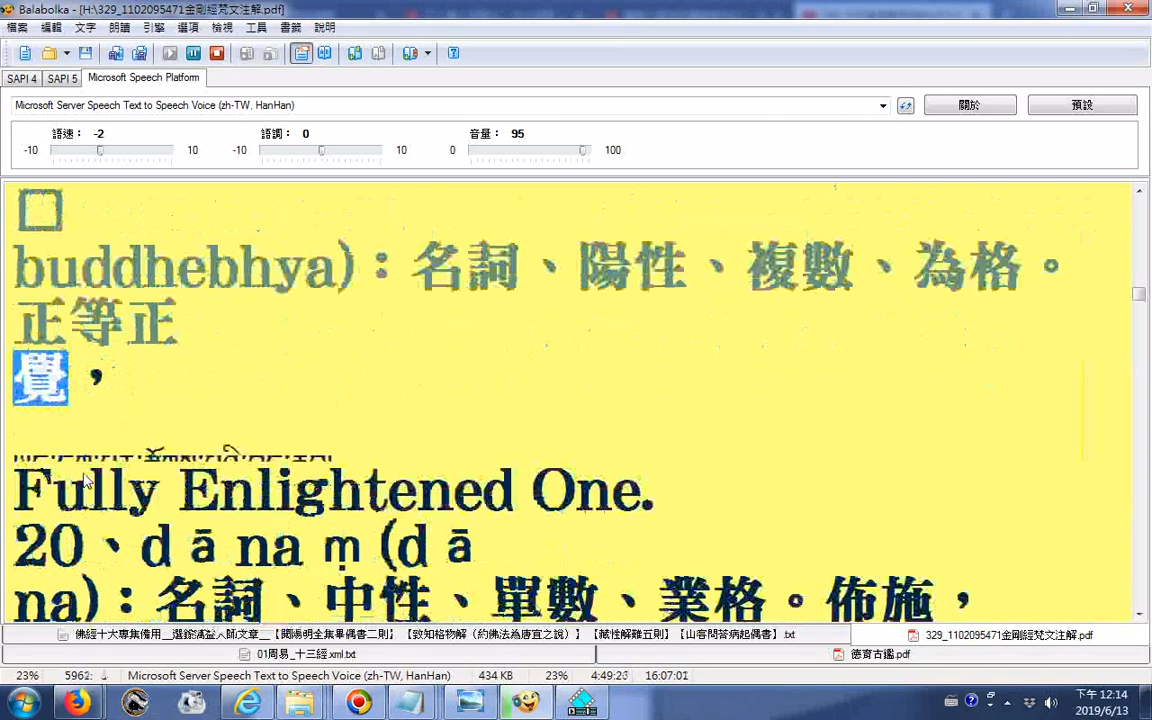 Balabolka - [H:\329_1102095471金剛經梵文注解.pdf]
檔案 編輯 文字 朗讀 引擎 選項 檢視 工具 書籤 說明
SAPI 4 SAPI 5 Microsoft Speech Platform
Microsoft Server Speech Text to Speech Voice (zh-TW, HanHan) 關於 預設
語速： -2 語調： 0 音量： 95
-10 10 -10 10 0 100
□
buddhebhya)：名詞、陽性、複數、為格。
正等正
覺，
Fully Enlightened One.
20、d ā na ṃ (d ā
na)：名詞、中性、單數、業格。佈施，
329_1102095471金剛經梵文注解.pdf
01周易_十三經.xml.txt 德育古鑑.pdf
23% 5962: Microsoft Server Speech Text to Speech Voice (zh-TW, HanHan) 434 KB 23% 4:49:23 16:07:01
下午 12:14
2019/6/13